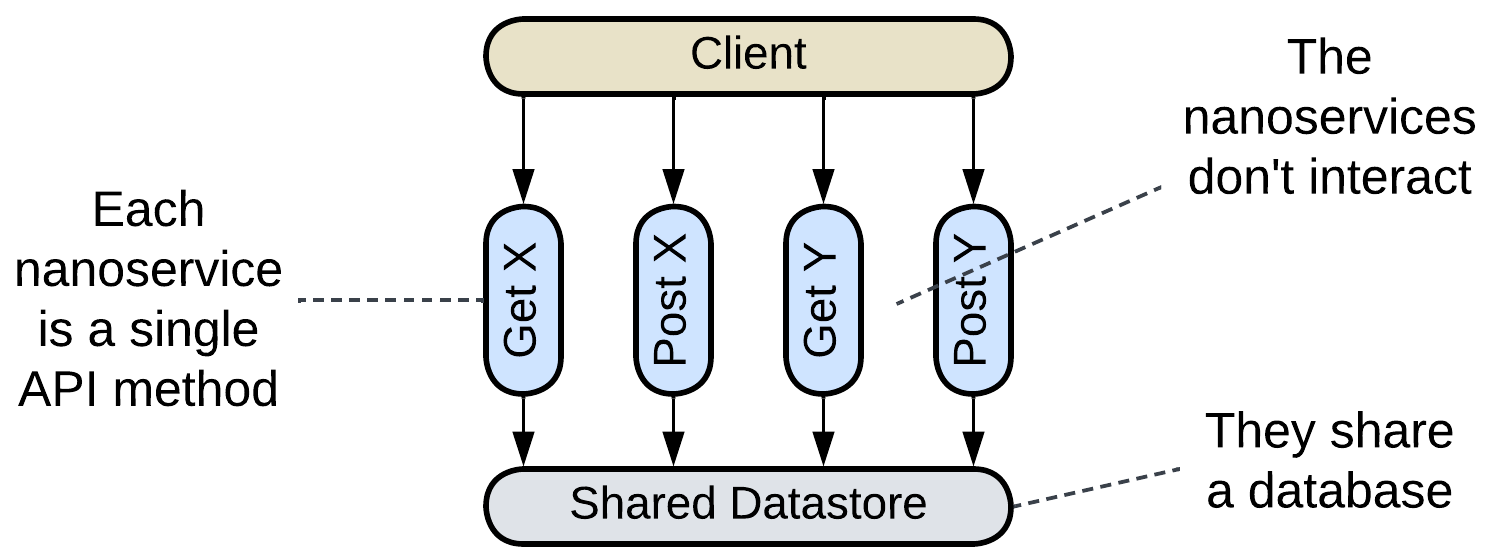 Client
The
nanoservices
don't interact
Each
nanoservice
is a single
API method
Get X
Post X
Get Y
Post Y
They share
a database
Shared Datastore